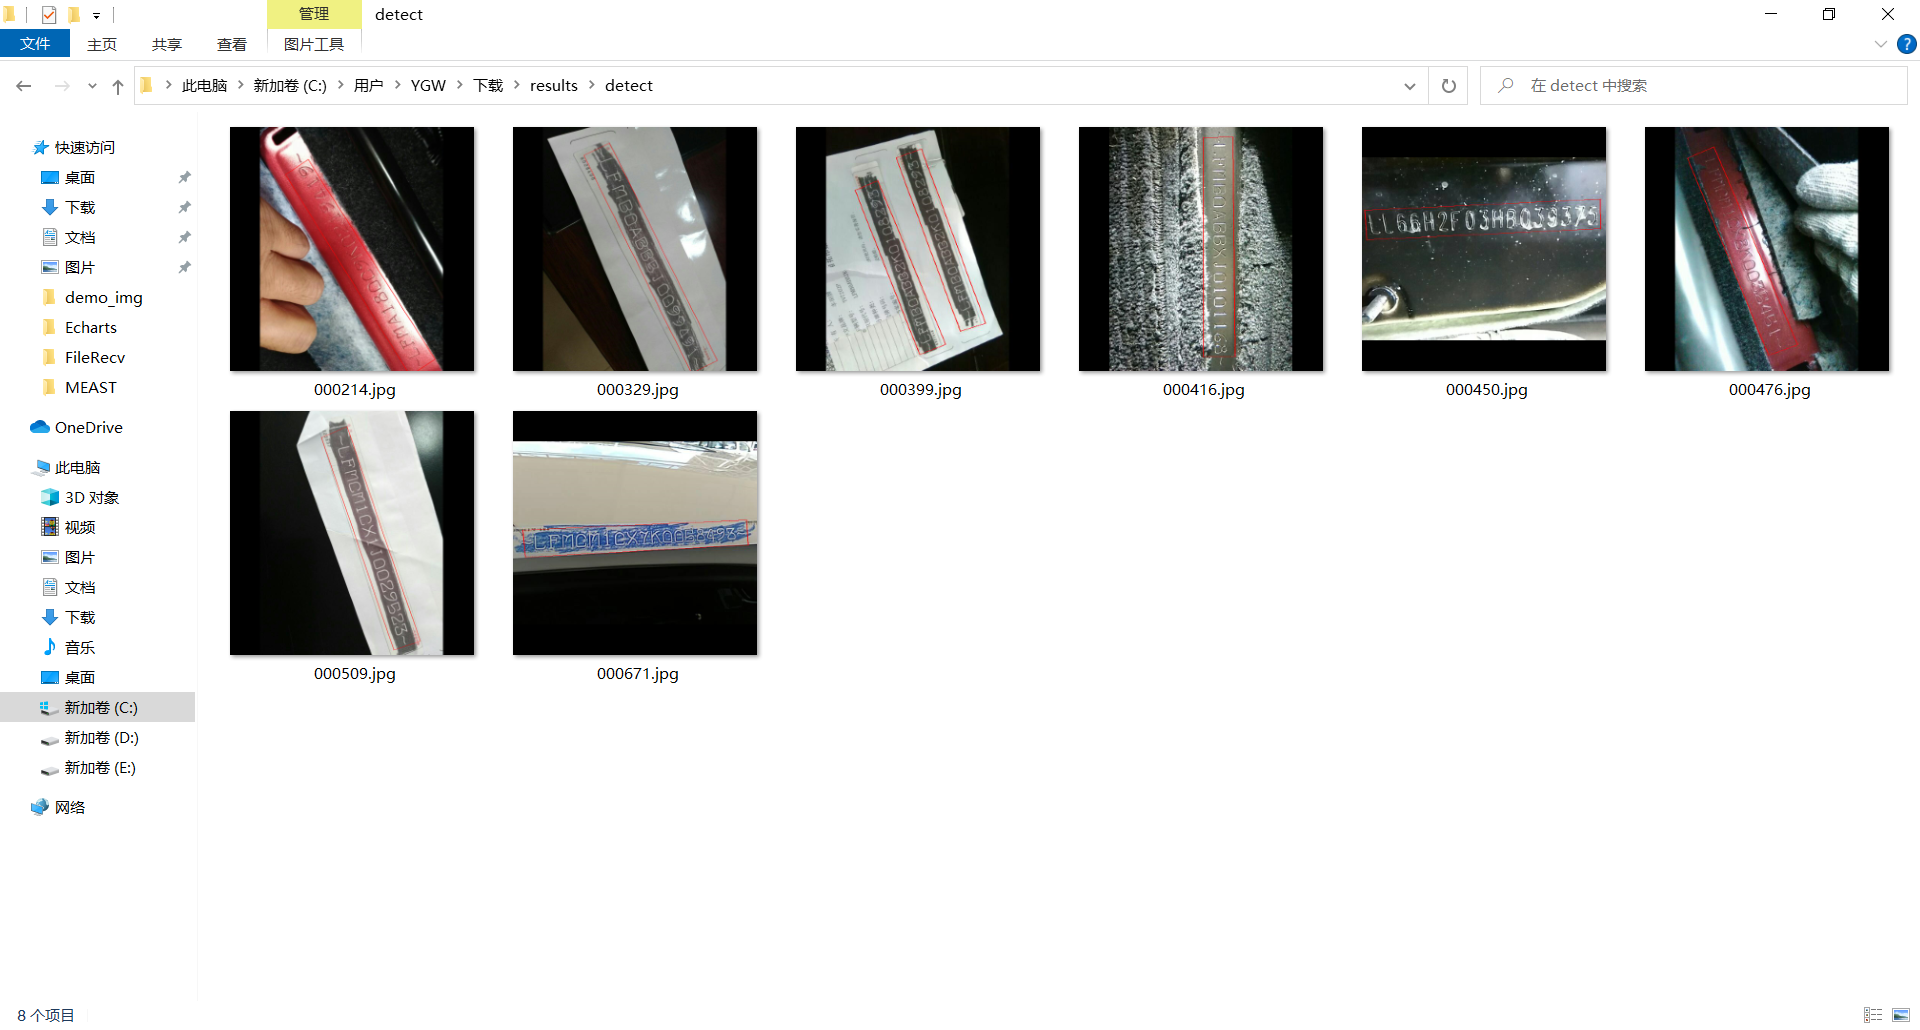 管理
detect
文件
主页
共享
查看
图片工具
此电脑 > 新加卷 (C:) > 用户 > YGW > 下载 > results > detect
在 detect 中搜索
快速访问
桌面
下载
文档
图片
demo_img
Echarts
FileRecv
MEAST
OneDrive
此电脑
3D 对象
视频
图片
文档
下载
音乐
桌面
新加卷 (C:)
新加卷 (D:)
新加卷 (E:)
网络
LL66H2F03HB039375
000214.jpg
000329.jpg
000399.jpg
000416.jpg
000450.jpg
000476.jpg
000509.jpg
000671.jpg
8 个项目